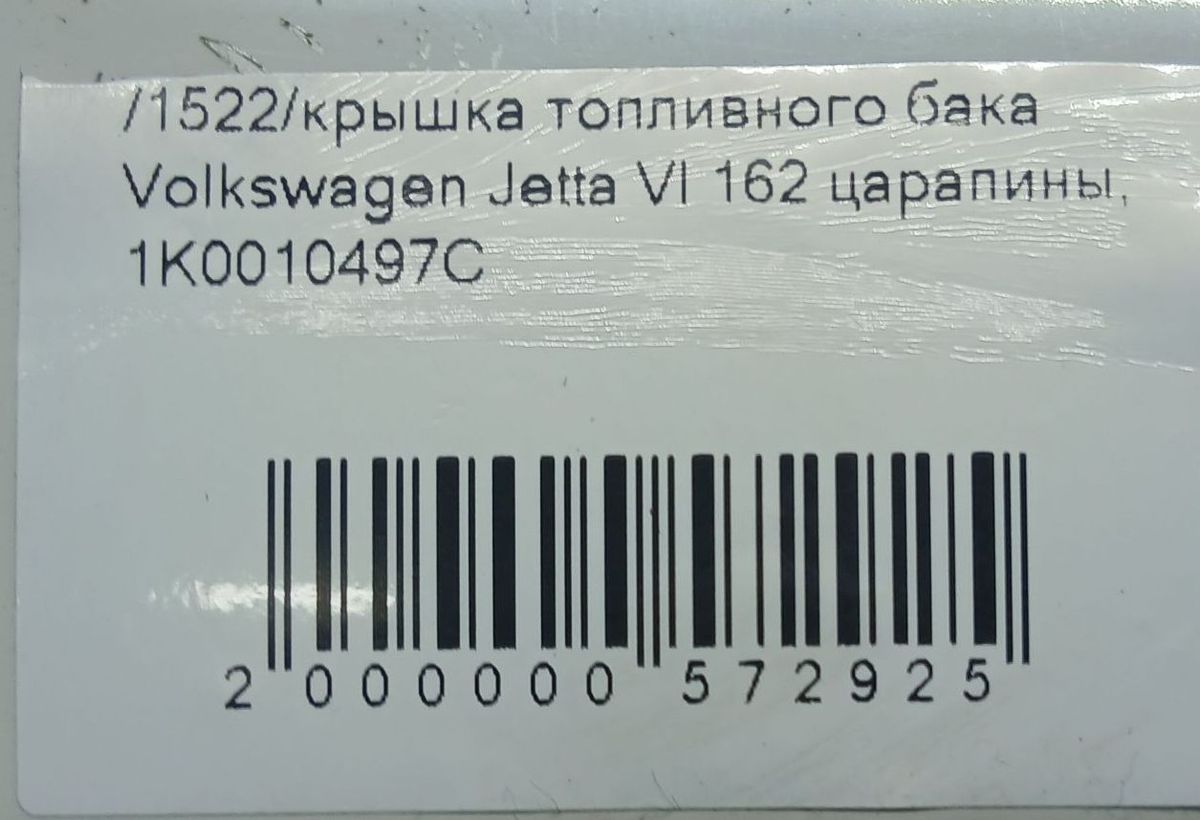 /1522/крышка топливного бака
Volkswagen Jetta VI 162 царапины,
1K0010497C
2 000000 572925